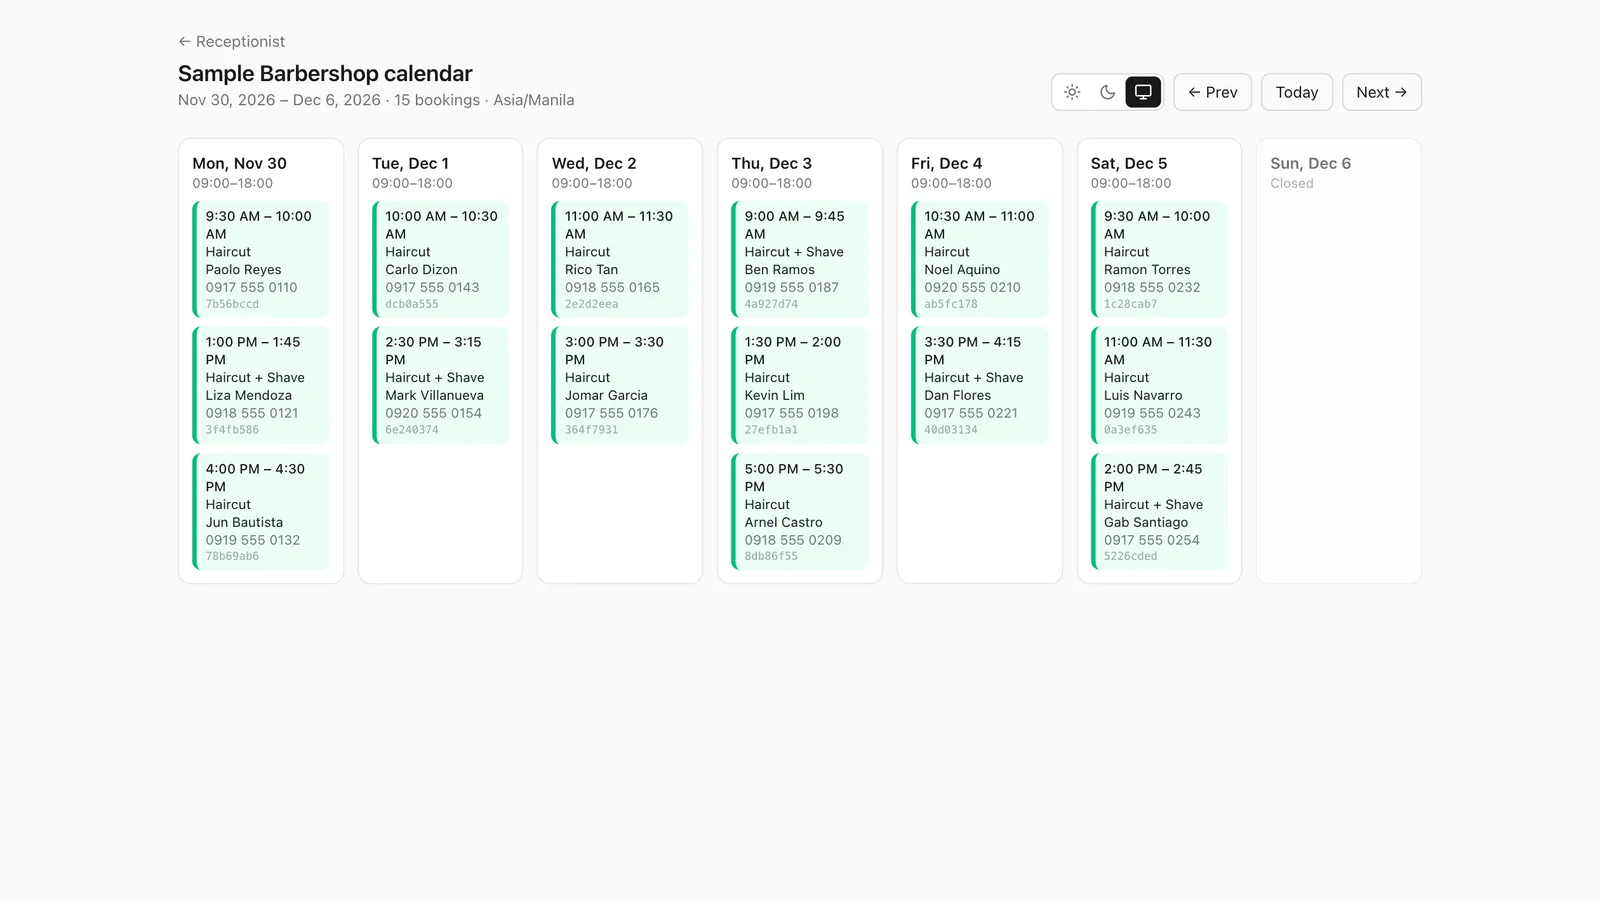 ← Receptionist
Sample Barbershop calendar
Nov 30, 2026 – Dec 6, 2026 · 15 bookings · Asia/Manila
← Prev
Today
Next →
Mon, Nov 30
09:00–18:00
9:30 AM – 10:00
AM
Haircut
Paolo Reyes
0917 555 0110
7b56bccd
1:00 PM – 1:45
PM
Haircut + Shave
Liza Mendoza
0918 555 0121
3f4fb586
4:00 PM – 4:30
PM
Haircut
Jun Bautista
0919 555 0132
78b69ab6
Tue, Dec 1
09:00–18:00
10:00 AM – 10:30
AM
Haircut
Carlo Dizon
0917 555 0143
dcb0a555
2:30 PM – 3:15
PM
Haircut + Shave
Mark Villanueva
0920 555 0154
6e240374
Wed, Dec 2
09:00–18:00
11:00 AM – 11:30
AM
Haircut
Rico Tan
0918 555 0165
2e2d2eea
3:00 PM – 3:30
PM
Haircut
Jomar Garcia
0917 555 0176
364f7931
Thu, Dec 3
09:00–18:00
9:00 AM – 9:45
AM
Haircut + Shave
Ben Ramos
0919 555 0187
4a927d74
1:30 PM – 2:00
PM
Haircut
Kevin Lim
0917 555 0198
27efb1a1
5:00 PM – 5:30
PM
Haircut
Arnel Castro
0918 555 0209
8db86f55
Fri, Dec 4
09:00–18:00
10:30 AM – 11:00
AM
Haircut
Noel Aquino
0920 555 0210
ab5fc178
3:30 PM – 4:15
PM
Haircut + Shave
Dan Flores
0917 555 0221
40d03134
Sat, Dec 5
09:00–18:00
9:30 AM – 10:00
AM
Haircut
Ramon Torres
0918 555 0232
1c28cab7
11:00 AM – 11:30
AM
Haircut
Luis Navarro
0919 555 0243
0a3ef635
2:00 PM – 2:45
PM
Haircut + Shave
Gab Santiago
0917 555 0254
5226cded
Sun, Dec 6
Closed